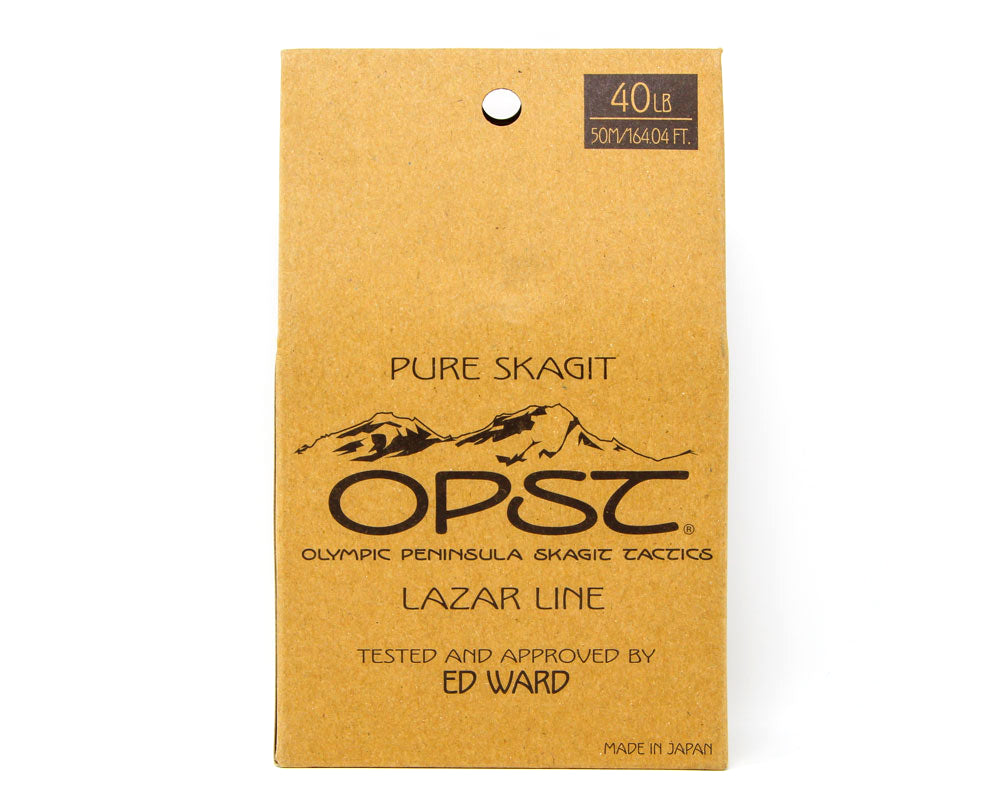 40LB
50M/164.04 FT.
PURE SKAGIT
OPST®
OLYMPIC PENINSULA SKAGIT TACTICS
LAZAR LINE
TESTED AND APPROVED BY
ED WARD
MADE IN JAPAN